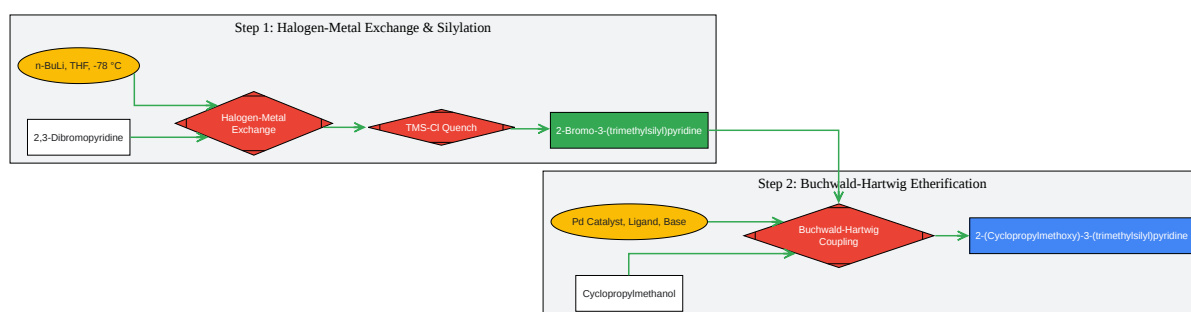 Step 1: Halogen-Metal Exchange & Silylation
n-BuLi, THF, -78 °C
2,3-Dibromopyridine
Halogen-Metal
Exchange
TMS-Cl Quench
2-Bromo-3-(trimethylsilyl)pyridine
Step 2: Buchwald-Hartwig Etherification
Pd Catalyst, Ligand, Base
Cyclopropylmethanol
Buchwald-Hartwig
Coupling
2-(Cyclopropylmethoxy)-3-(trimethylsilyl)pyridine